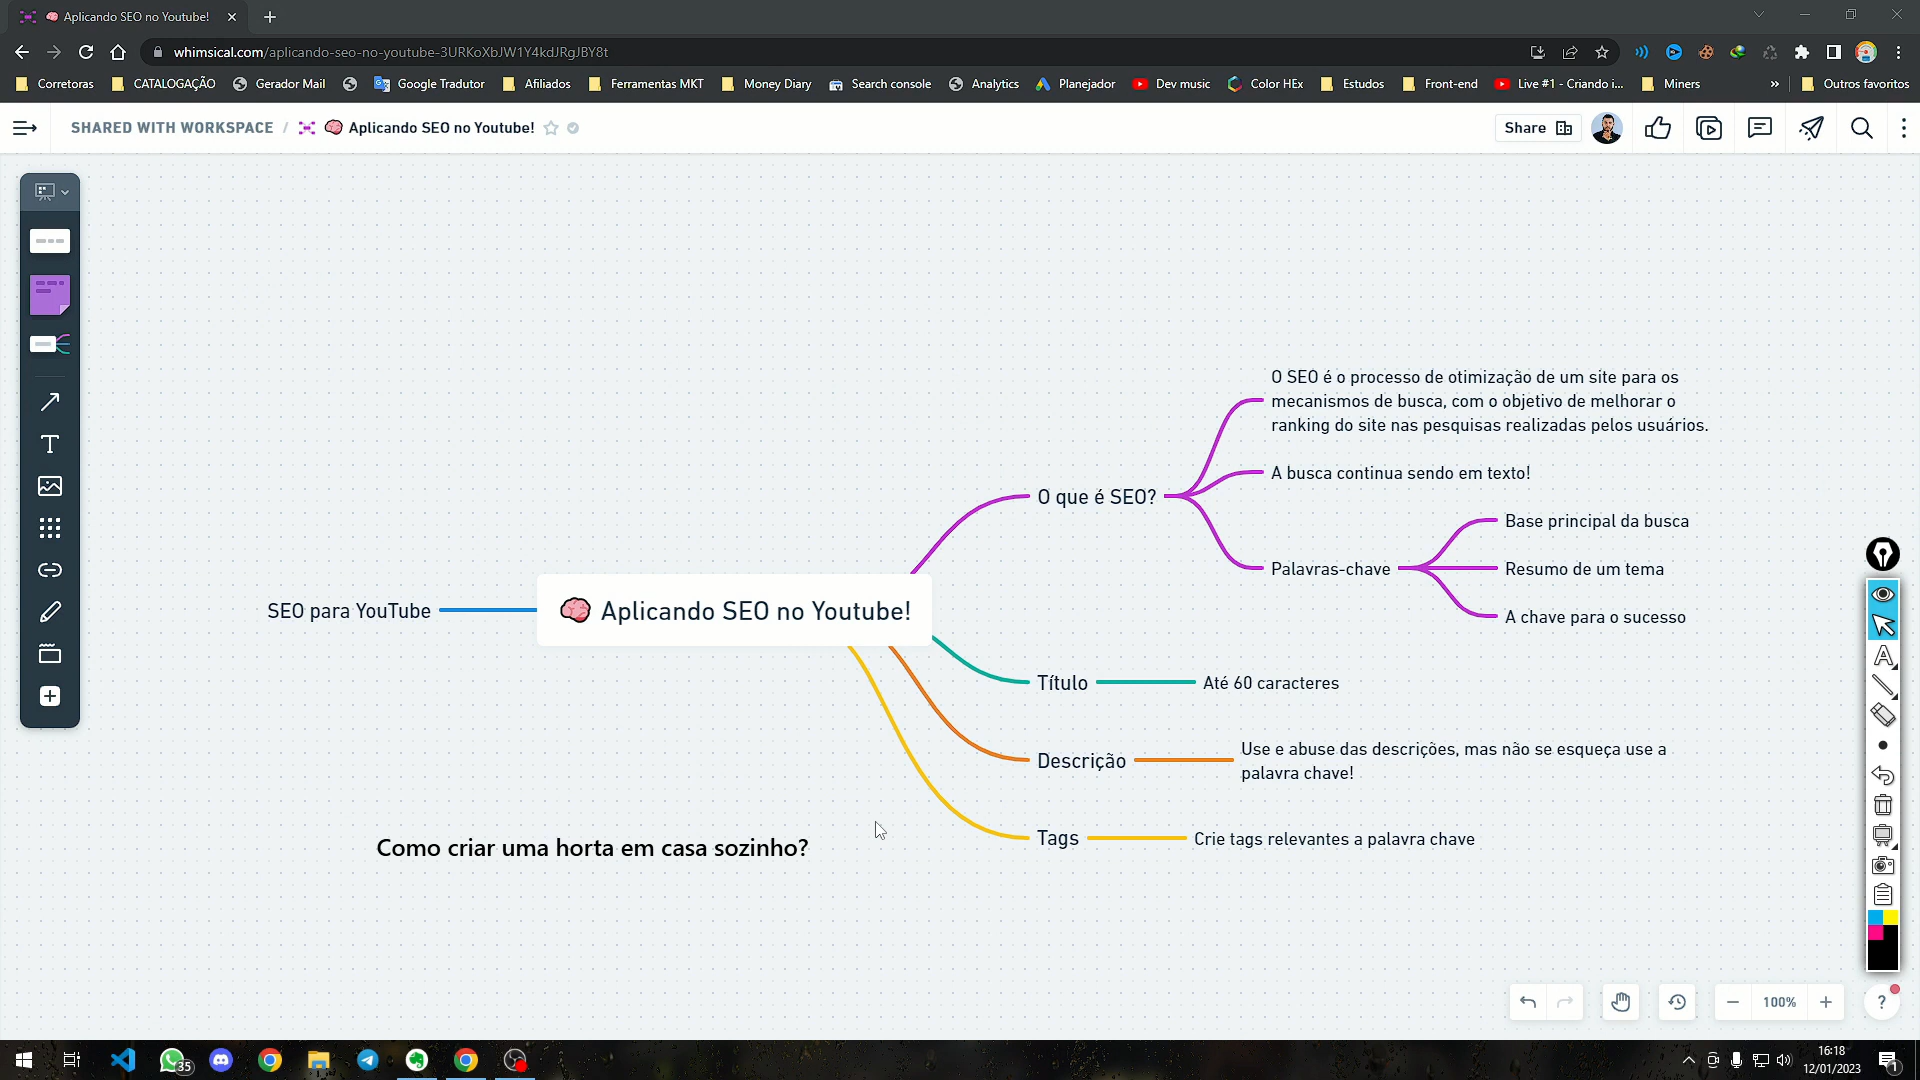 Aplicando SEO no Youtube!
whimsical.com/aplicando-seo-no-youtube-3URKoXbJW1Y4kdJRgJBY8t
Corretoras
CATALOGAÇÃO
Gerador Mail
Google Tradutor
Afiliados
Ferramentas MKT
Money Diary
Search console
Analytics
Planejador
Dev music
Color HEx
Estudos
Front-end
Live #1 - Criando i...
Miners
»
Outros favoritos
SHARED WITH WORKSPACE / Aplicando SEO no Youtube!
Share
O SEO é o processo de otimização de um site para os
mecanismos de busca, com o objetivo de melhorar o
ranking do site nas pesquisas realizadas pelos usuários.
A busca continua sendo em texto!
O que é SEO?
Base principal da busca
Palavras-chave
Resumo de um tema
A chave para o sucesso
SEO para YouTube
Aplicando SEO no Youtube!
Título
Até 60 caracteres
Descrição
Use e abuse das descrições, mas não se esqueça use a
palavra chave!
Tags
Crie tags relevantes a palavra chave
Como criar uma horta em casa sozinho?
100%
?
35
16:18
12/01/2023
1